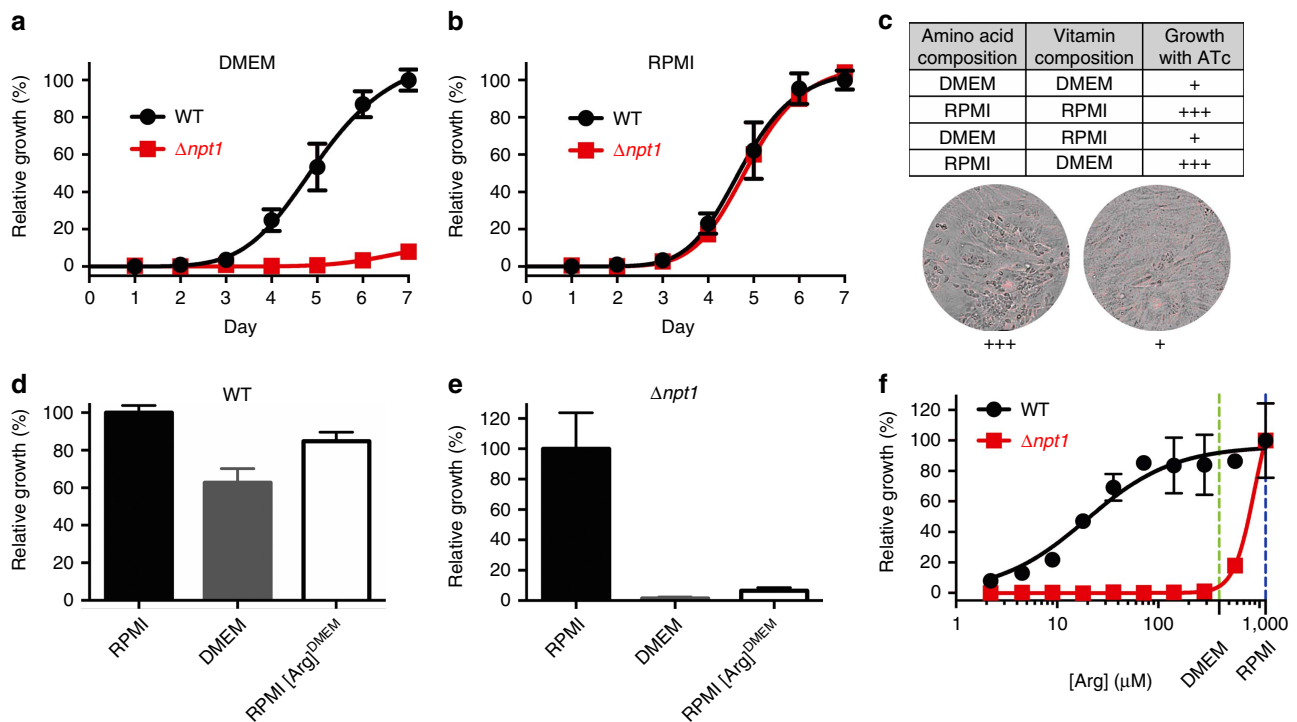 a
DMEM
Relative growth (%)
100
80
60
40
20
0
WT
Δnpt1
0 1 2 3 4 5 6 7
Day
b
RPMI
Relative growth (%)
100
80
60
40
20
0
WT
Δnpt1
0 1 2 3 4 5 6 7
Day
c
Amino acid composition Vitamin composition Growth with ATc
DMEM DMEM +
RPMI RPMI +++
DMEM RPMI +
RPMI DMEM +++
+++ +
d
WT
Relative growth (%)
100
80
60
40
20
0
RPMI
DMEM
RPMI [Arg]^DMEM
e
Δnpt1
Relative growth (%)
120
100
80
60
40
20
0
RPMI
DMEM
RPMI [Arg]^DMEM
f
Relative growth (%)
120
100
80
60
40
20
0
WT
Δnpt1
1 10 100 1,000
[Arg] (μM)
DMEM
RPMI